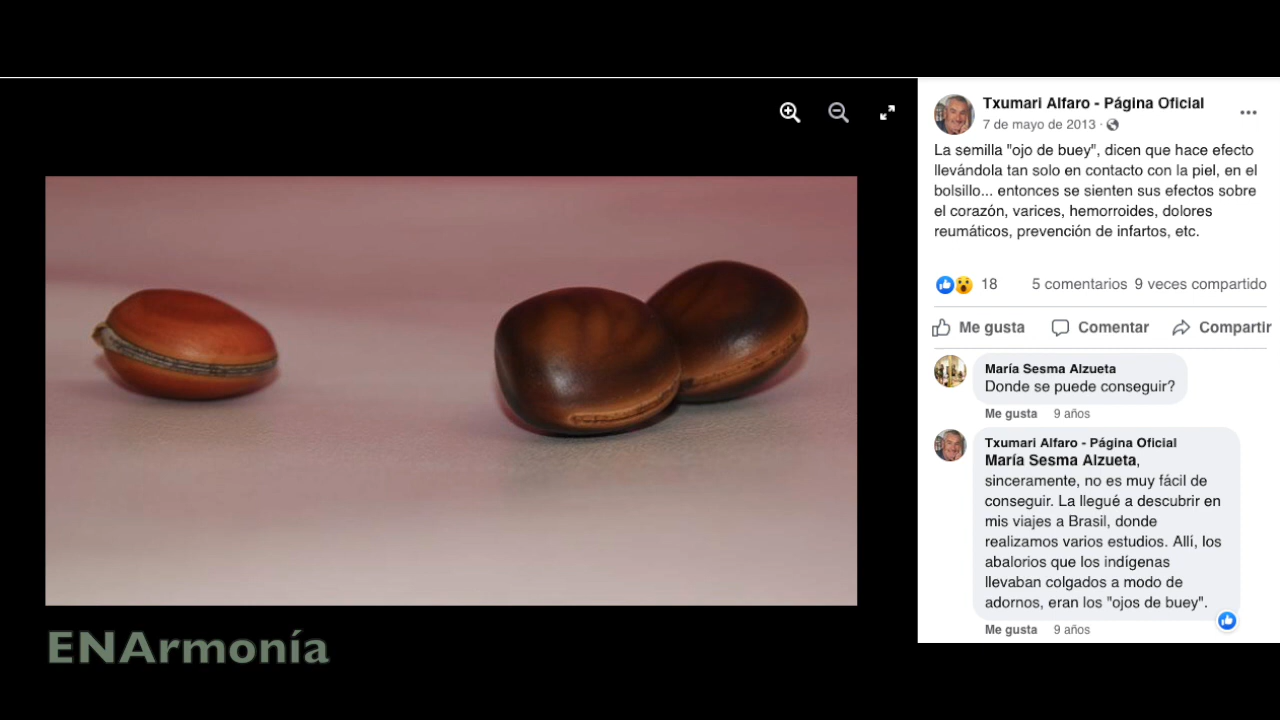 Txumari Alfaro - Página Oficial
7 de mayo de 2013 ·
La semilla "ojo de buey", dicen que hace efecto
llevándola tan solo en contacto con la piel, en el
bolsillo... entonces se sienten sus efectos sobre
el corazón, varices, hemorroides, dolores
reumáticos, prevención de infartos, etc.
18 5 comentarios 9 veces compartido
Me gusta Comentar Compartir
María Sesma Alzueta
Donde se puede conseguir?
Me gusta 9 años
Txumari Alfaro - Página Oficial
María Sesma Alzueta,
sinceramente, no es muy fácil de
conseguir. La llegué a descubrir en
mis viajes a Brasil, donde
realizamos varios estudios. Allí, los
abalorios que los indígenas
llevaban colgados a modo de
adornos, eran los "ojos de buey".
Me gusta 9 años
ENArmonía